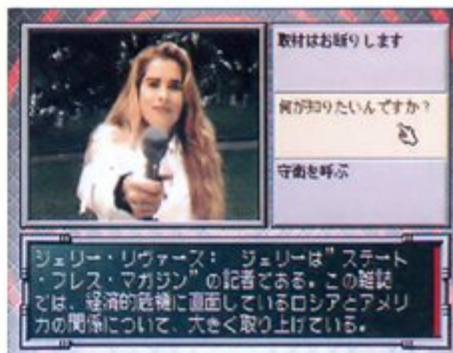 取材はお断りします
何が知りたいんですか？
守衛を呼ぶ
ジェリー・リヴァース： ジェリーは”ステート
・プレス・マガジン”の記者である。この雑誌
では、経済的危機に直面しているロシアとアメリ
カの関係について、大きく取り上げている。